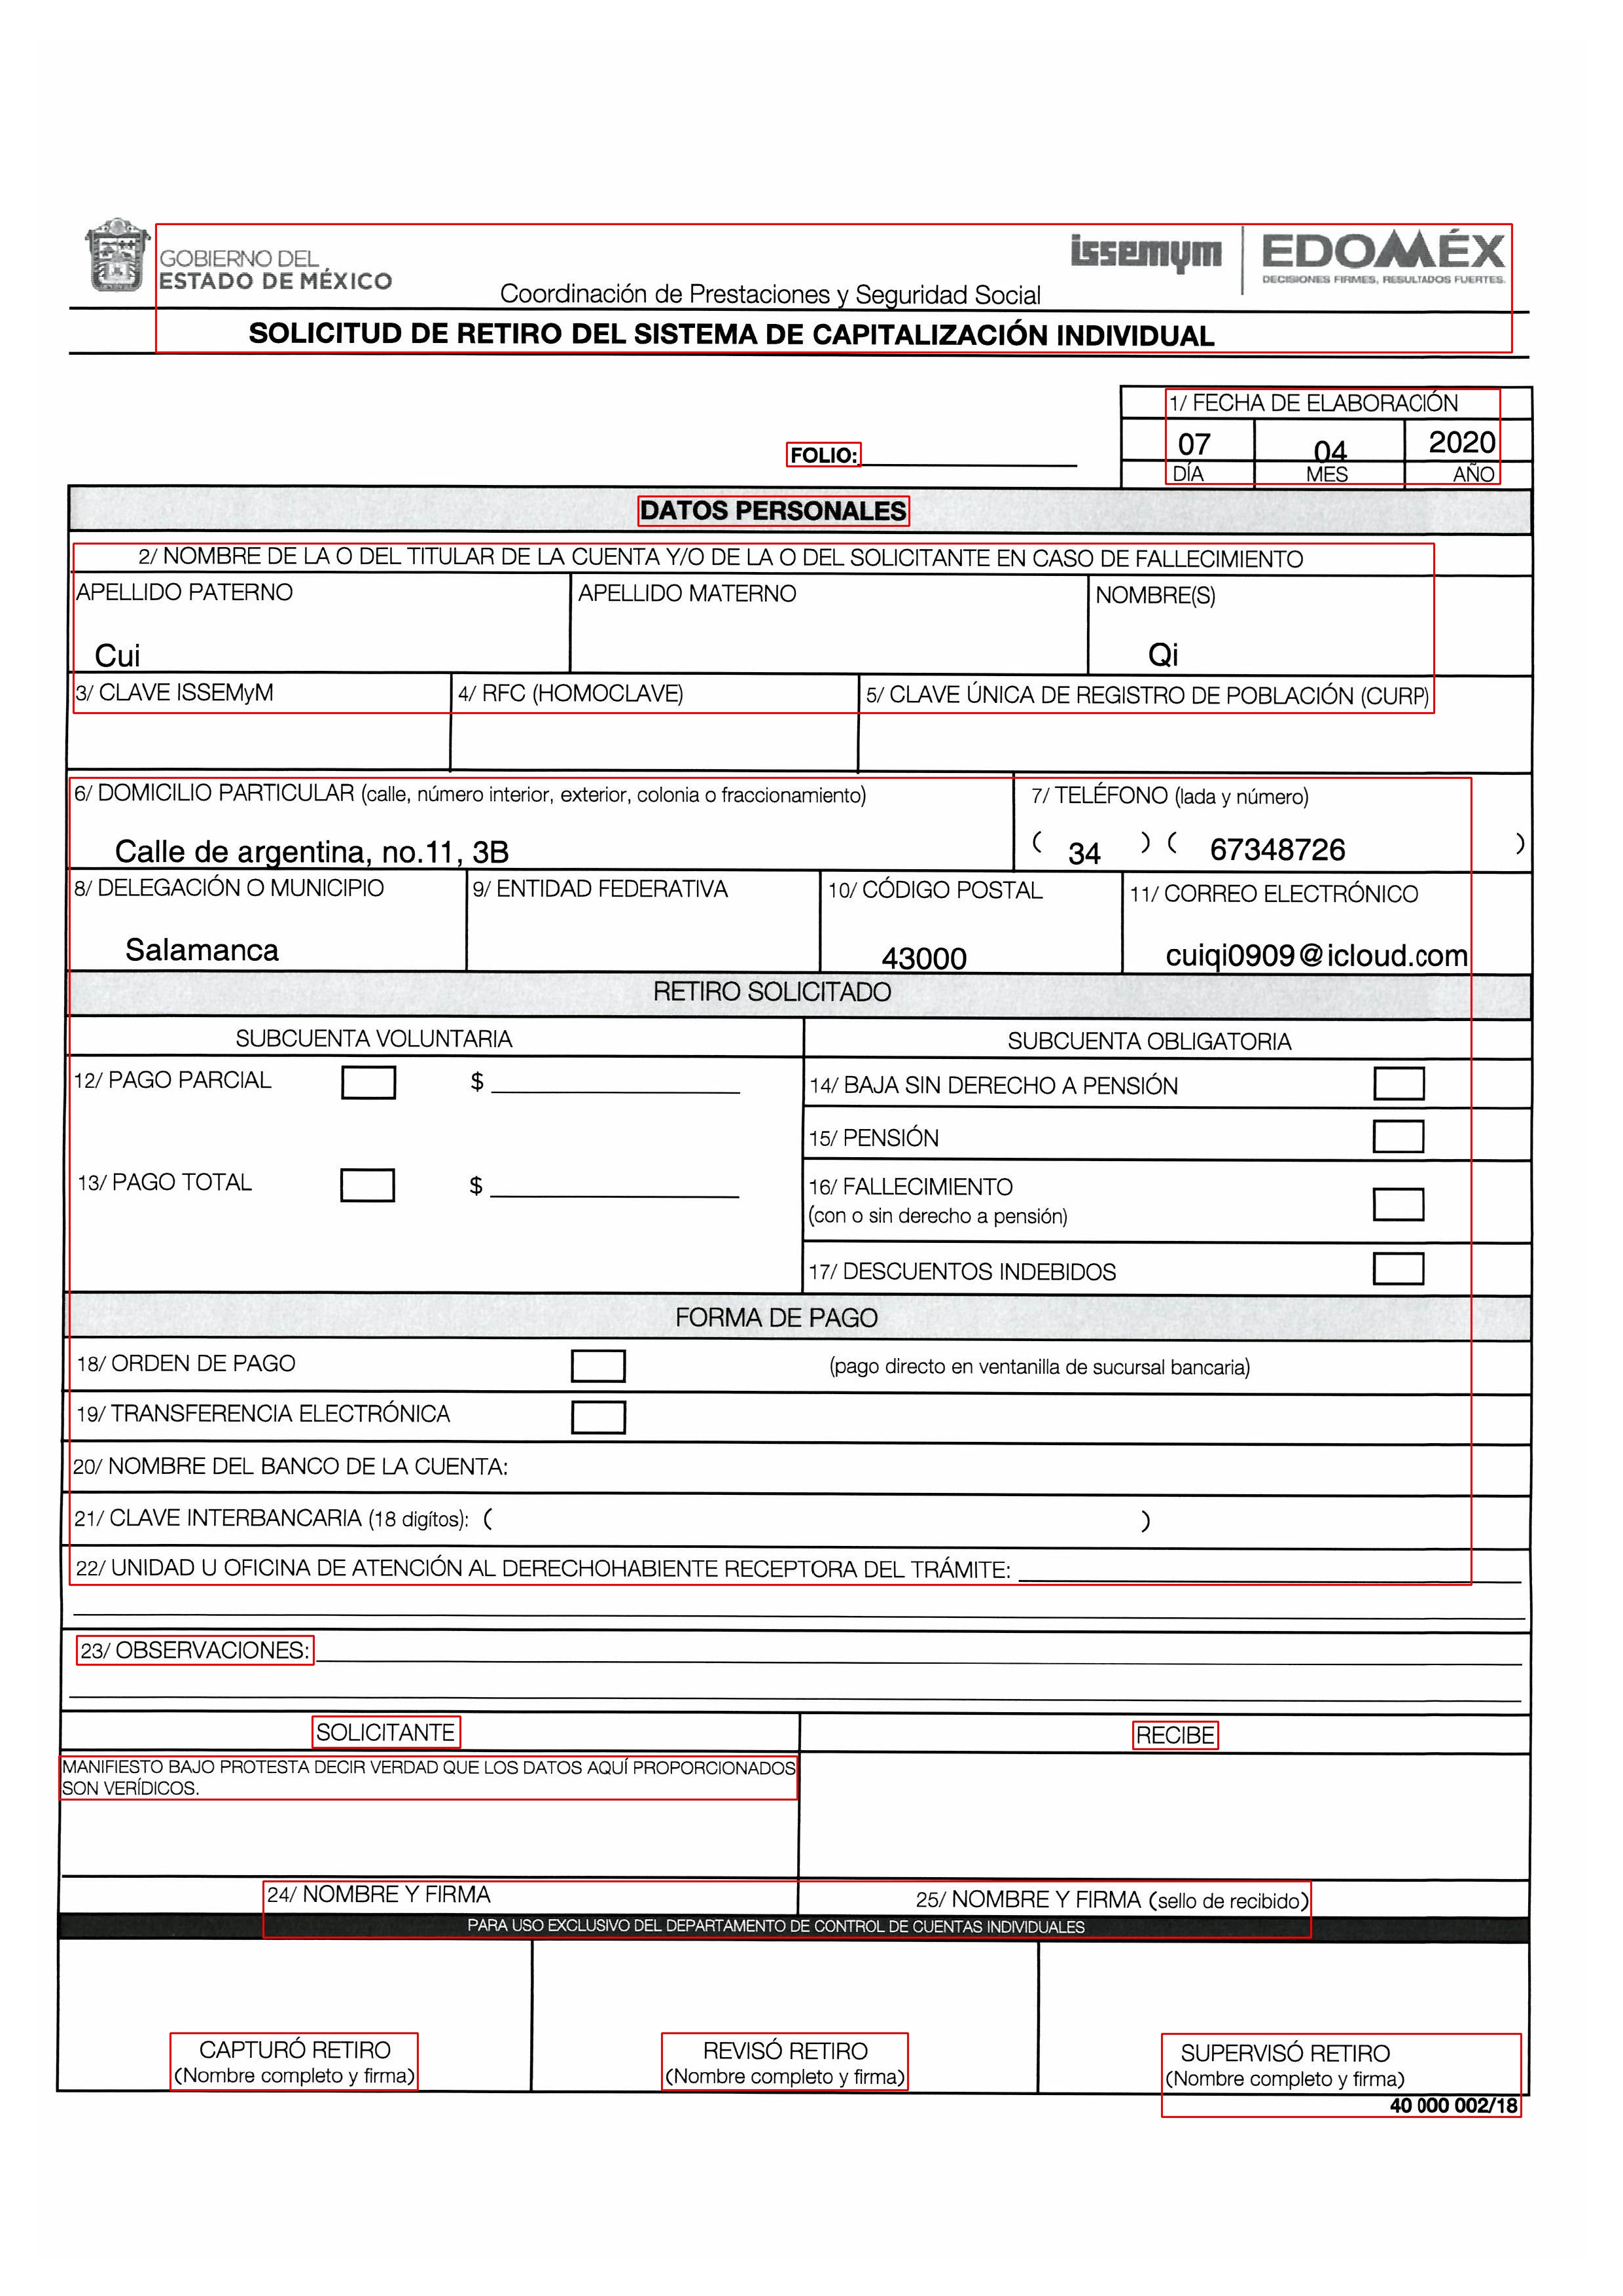 GOBIERNO DEL
ESTADO DE MÉXICO
issemym
EDOMÉX
DECISIONES FIRMES, RESULTADOS FUERTES.
Coordinación de Prestaciones y Seguridad Social
SOLICITUD DE RETIRO DEL SISTEMA DE CAPITALIZACIÓN INDIVIDUAL
1/ FECHA DE ELABORACIÓN
FOLIO:
07 04 2020
DÍA MES AÑO
DATOS PERSONALES
2/ NOMBRE DE LA O DEL TITULAR DE LA CUENTA Y/O DE LA O DEL SOLICITANTE EN CASO DE FALLECIMIENTO
APELLIDO PATERNO APELLIDO MATERNO NOMBRE(S)
Cui Qi
3/ CLAVE ISSEMyM 4/ RFC (HOMOCLAVE) 5/ CLAVE ÚNICA DE REGISTRO DE POBLACIÓN (CURP)
6/ DOMICILIO PARTICULAR (calle, número interior, exterior, colonia o fraccionamiento) 7/ TELÉFONO (lada y número)
Calle de argentina, no.11, 3B ( 34 ) ( 67348726 )
8/ DELEGACIÓN O MUNICIPIO 9/ ENTIDAD FEDERATIVA 10/ CÓDIGO POSTAL 11/ CORREO ELECTRÓNICO
Salamanca 43000 cuiqi0909@icloud.com
RETIRO SOLICITADO
SUBCUENTA VOLUNTARIA SUBCUENTA OBLIGATORIA
12/ PAGO PARCIAL $ 14/ BAJA SIN DERECHO A PENSIÓN
15/ PENSIÓN
13/ PAGO TOTAL $ 16/ FALLECIMIENTO
(con o sin derecho a pensión)
17/ DESCUENTOS INDEBIDOS
FORMA DE PAGO
18/ ORDEN DE PAGO (pago directo en ventanilla de sucursal bancaria)
19/ TRANSFERENCIA ELECTRÓNICA
20/ NOMBRE DEL BANCO DE LA CUENTA:
21/ CLAVE INTERBANCARIA (18 digítos): ( )
22/ UNIDAD U OFICINA DE ATENCIÓN AL DERECHOHABIENTE RECEPTORA DEL TRÁMITE:
23/ OBSERVACIONES:
SOLICITANTE RECIBE
MANIFIESTO BAJO PROTESTA DECIR VERDAD QUE LOS DATOS AQUÍ PROPORCIONADOS
SON VERÍDICOS.
24/ NOMBRE Y FIRMA 25/ NOMBRE Y FIRMA (sello de recibido)
PARA USO EXCLUSIVO DEL DEPARTAMENTO DE CONTROL DE CUENTAS INDIVIDUALES
CAPTURÓ RETIRO REVISÓ RETIRO SUPERVISÓ RETIRO
(Nombre completo y firma) (Nombre completo y firma) (Nombre completo y firma)
40 000 002/18